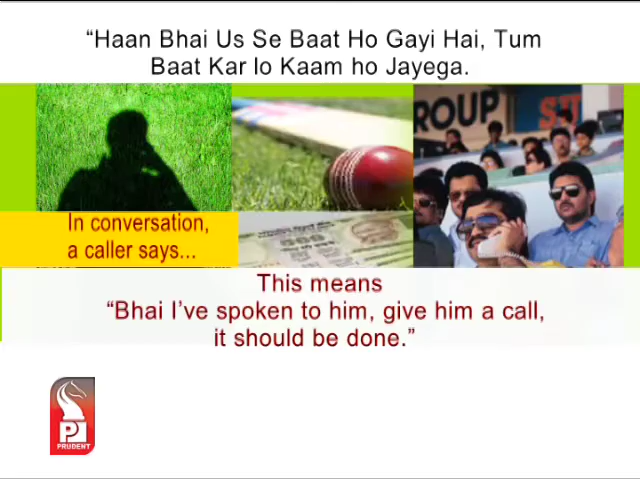 “Haan Bhai Us Se Baat Ho Gayi Hai, Tum
Baat Kar lo Kaam ho Jayega.
ROUP
In conversation,
a caller says...
This means
“Bhai I’ve spoken to him, give him a call,
it should be done.”
P
PRUDENT